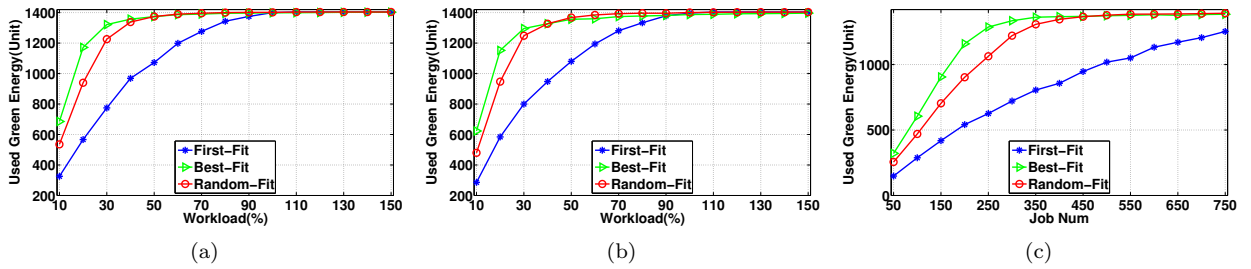 Used Green Energy(Unit)
1400
1200
1000
800
600
400
200
First-Fit
Best-Fit
Random-Fit
10 30 50 70 90 110 130 150
Workload(%)
(a)
Used Green Energy(Unit)
1400
1200
1000
800
600
400
200
First-Fit
Best-Fit
Random-Fit
10 30 50 70 90 110 130 150
Workload(%)
(b)
Used Green Energy(Unit)
1000
500
0
First-Fit
Best-Fit
Random-Fit
50 150 250 350 450 550 650 750
Job Num
(c)